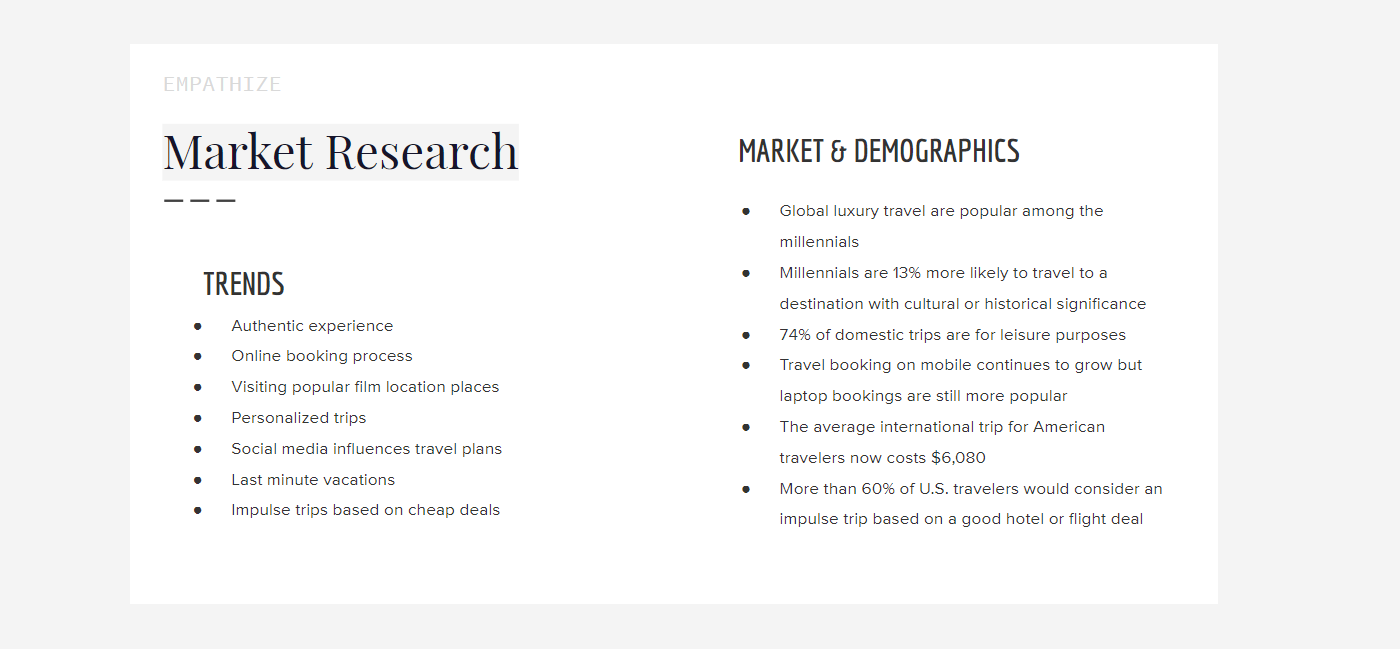 EMPATHIZE
Market Research
TRENDS
● Authentic experience
● Online booking process
● Visiting popular film location places
● Personalized trips
● Social media influences travel plans
● Last minute vacations
● Impulse trips based on cheap deals
MARKET & DEMOGRAPHICS
● Global luxury travel are popular among the
millennials
● Millennials are 13% more likely to travel to a
destination with cultural or historical significance
● 74% of domestic trips are for leisure purposes
● Travel booking on mobile continues to grow but
laptop bookings are still more popular
● The average international trip for American
travelers now costs $6,080
● More than 60% of U.S. travelers would consider an
impulse trip based on a good hotel or flight deal